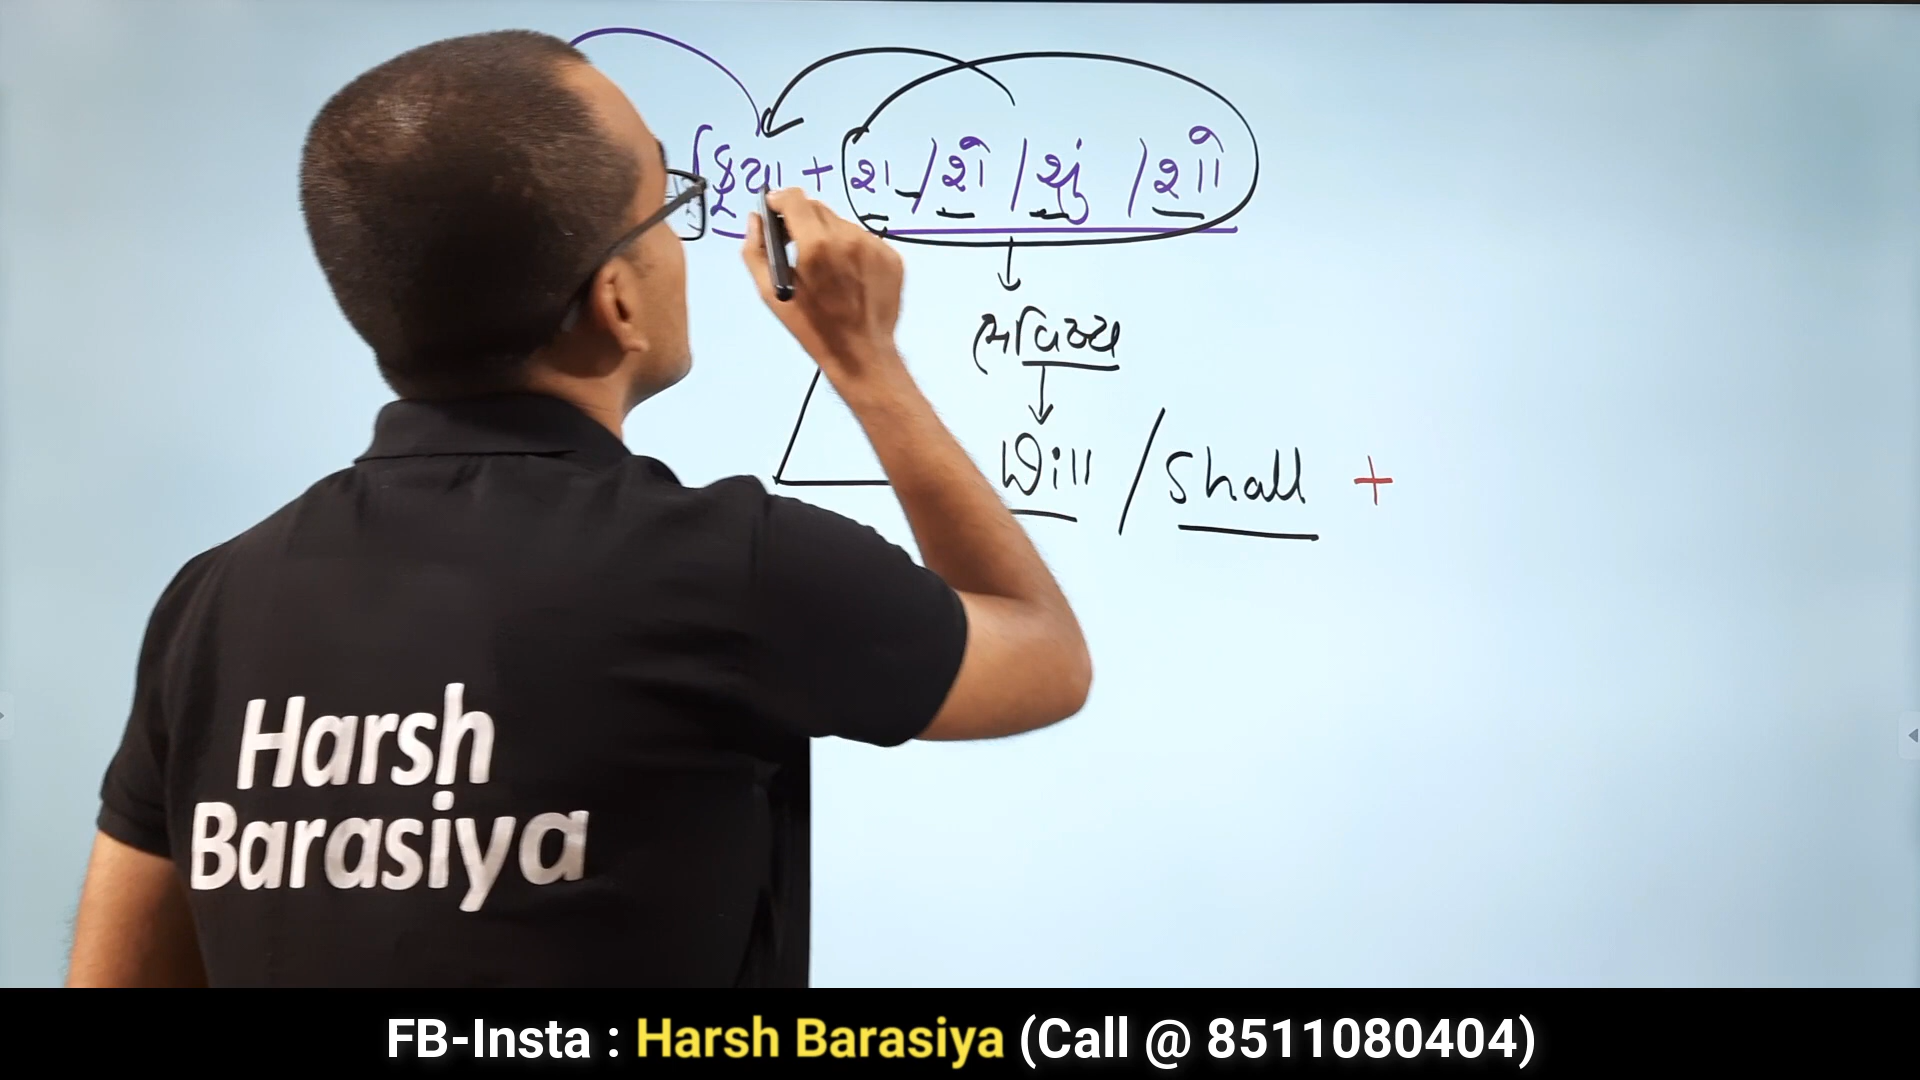 ક્રિયા + શ / શે / શું / શો
ભવિષ્ય
Will / Shall +
Harsh
Barasiya
FB-Insta : Harsh Barasiya (Call @ 8511080404)